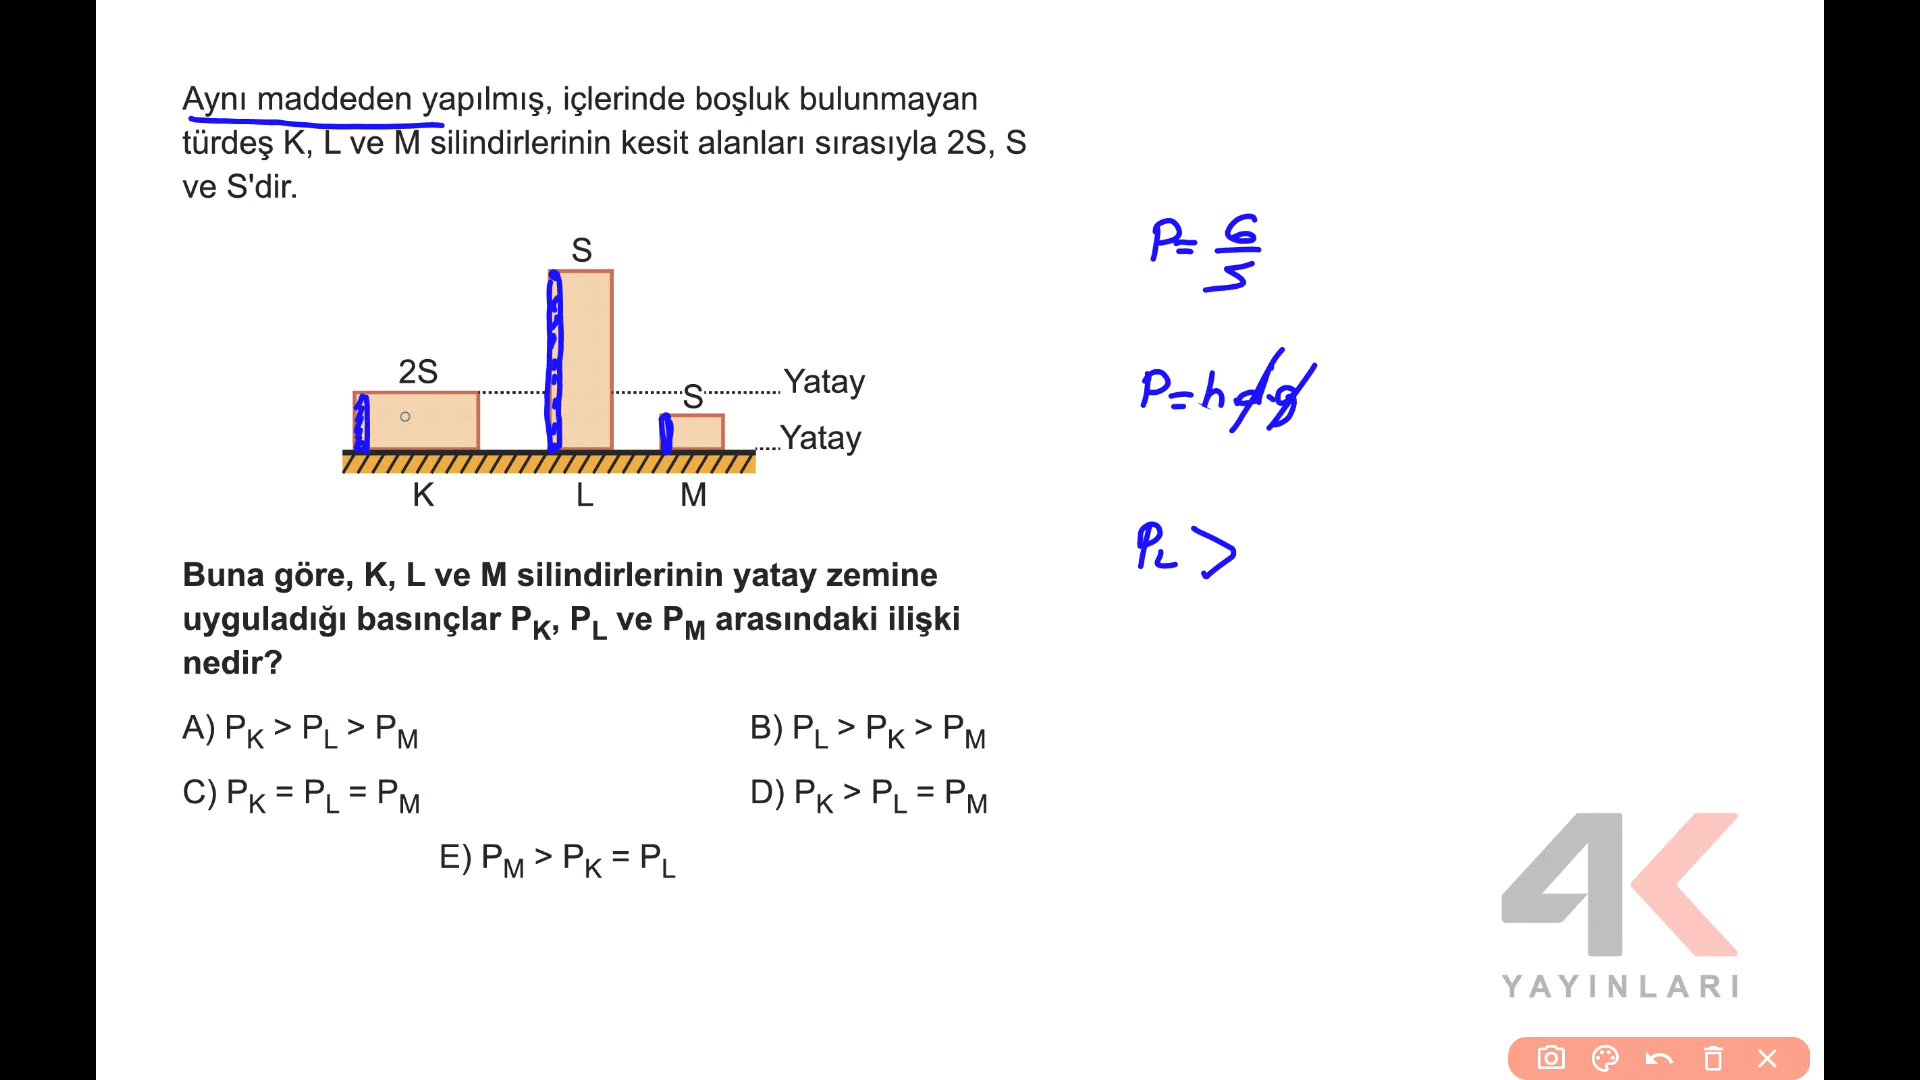 Aynı maddeden yapılmış, içlerinde boşluk bulunmayan
türdeş K, L ve M silindirlerinin kesit alanları sırasıyla 2S, S
ve S'dir.
S
2S
Yatay
S
Yatay
K L M
P = G/S
P = h d.g
PL >
Buna göre, K, L ve M silindirlerinin yatay zemine
uyguladığı basınçlar PK, PL ve PM arasındaki ilişki
nedir?
A) PK > PL > PM B) PL > PK > PM
C) PK = PL = PM D) PK > PL = PM
E) PM > PK = PL
4K
YAYINLARI